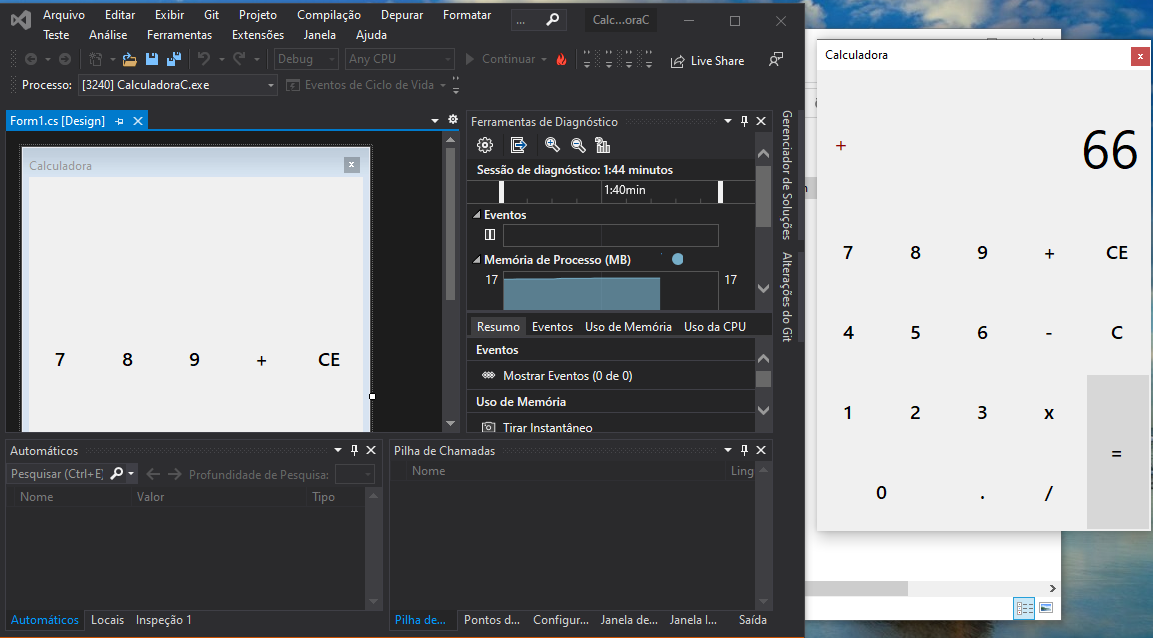 Arquivo Editar Exibir Git Projeto Compilação Depurar Formatar ... Calc...oraC
Teste Análise Ferramentas Extensões Janela Ajuda
Debug Any CPU Continuar Live Share
Processo: [3240] CalculadoraC.exe Eventos de Ciclo de Vida
Form1.cs [Design]
Calculadora
7 8 9 + CE
Ferramentas de Diagnóstico
Sessão de diagnóstico: 1:44 minutos
1:40min
Eventos
Memória de Processo (MB)
17 17
Resumo Eventos Uso de Memória Uso da CPU
Eventos
Mostrar Eventos (0 de 0)
Uso de Memória
Tirar Instantâneo
Gerenciador de Soluções
Alterações do Git
Automáticos
Pesquisar (Ctrl+E) Profundidade de Pesquisa:
Nome Valor Tipo
Automáticos Locais Inspeção 1
Pilha de Chamadas
Nome Ling
Pilha de... Pontos d... Configur... Janela de... Janela I... Saída
Calculadora x
+ 66
7 8 9 + CE
4 5 6 - C
1 2 3 x
=
0 . /